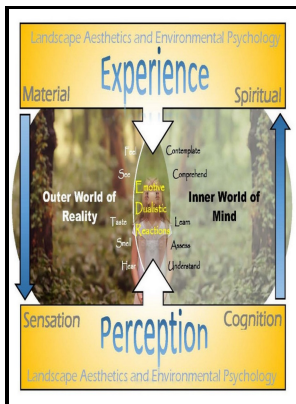 Landscape Aesthetics and Environmental Psychology
Experience
Material
Spiritual
Feel
Contemplate
See
Comprehend
Outer World of
Reality
Emotive
Dualistic
Reactions
Inner World of
Mind
Taste
Learn
Smell
Assess
Hear
Understand
Sensation
Cognition
Perception
Landscape Aesthetics and Environmental Psychology